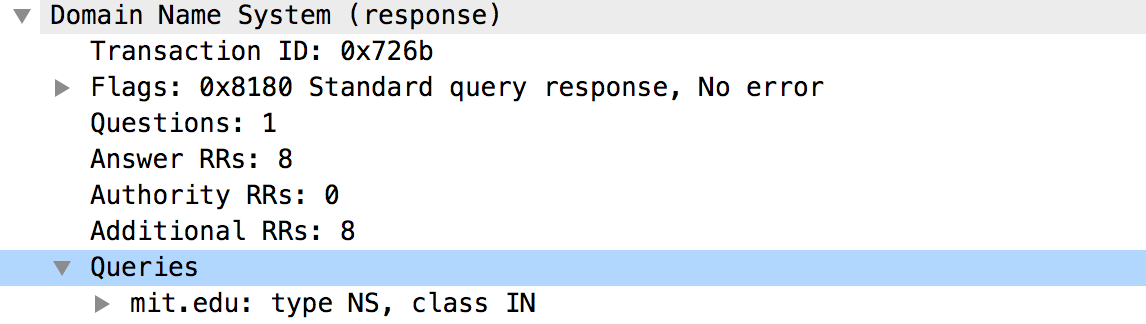 Domain Name System (response)
Transaction ID: 0x726b
Flags: 0x8180 Standard query response, No error
Questions: 1
Answer RRs: 8
Authority RRs: 0
Additional RRs: 8
Queries
mit.edu: type NS, class IN